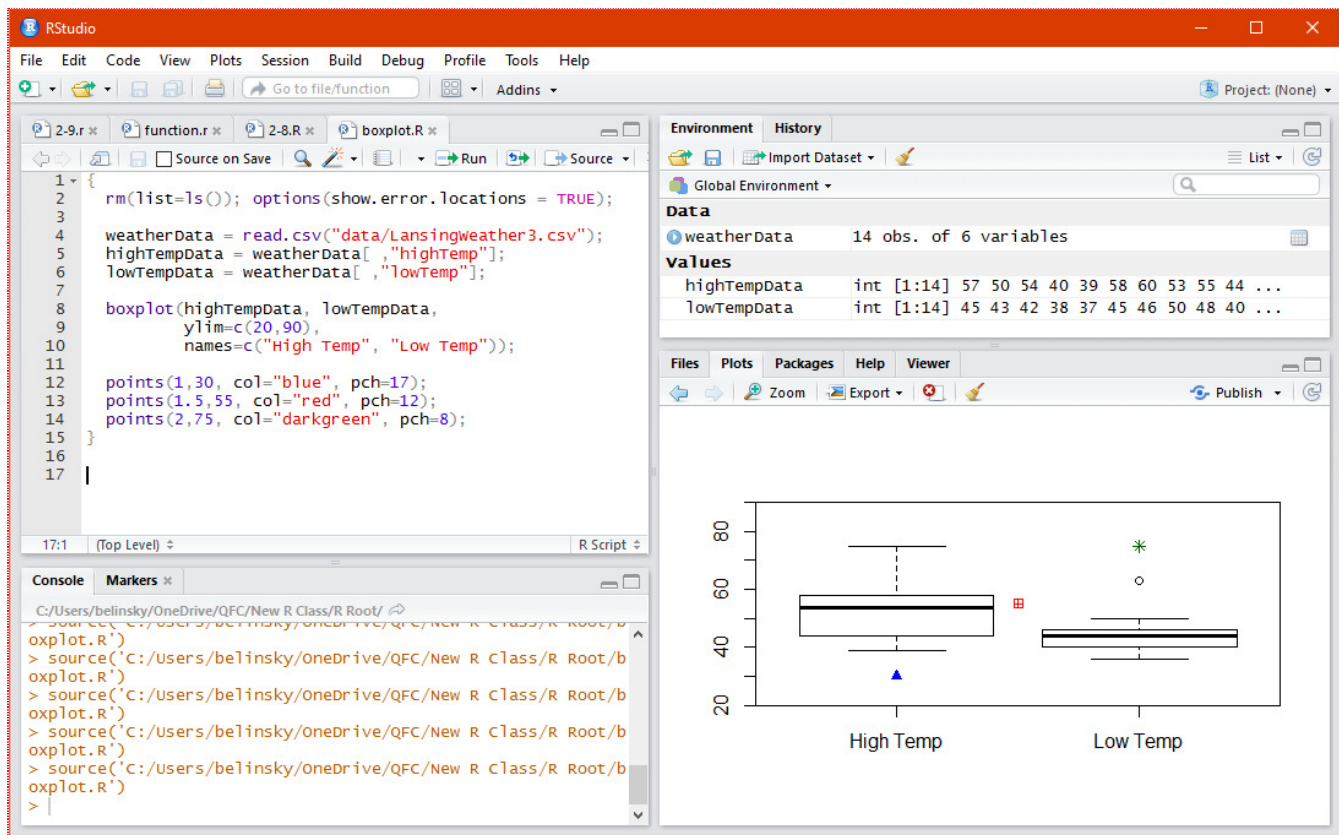 RStudio
File Edit Code View Plots Session Build Debug Profile Tools Help
Go to file/function Addins Project: (None)
2-9.r function.r 2-8.R boxplot.R
Source on Save Run Source
1 {
2 rm(list=ls()); options(show.error.locations = TRUE);
3
4 weatherData = read.csv("data/LansingWeather3.csv");
5 highTempData = weatherData[ ,"highTemp"];
6 lowTempData = weatherData[ ,"lowTemp"];
7
8 boxplot(highTempData, lowTempData,
9 ylim=c(20,90),
10 names=c("High Temp", "Low Temp"));
11
12 points(1,30, col="blue", pch=17);
13 points(1.5,55, col="red", pch=12);
14 points(2,75, col="darkgreen", pch=8);
15 }
16
17
17:1 (Top Level) R Script
Console Markers
C:/Users/belinsky/OneDrive/QFC/New R Class/R Root/
> source('C:/Users/belinsky/OneDrive/QFC/New R Class/R Root/b
oxplot.R')
> source('C:/Users/belinsky/OneDrive/QFC/New R Class/R Root/b
oxplot.R')
> source('C:/Users/belinsky/OneDrive/QFC/New R Class/R Root/b
oxplot.R')
> source('C:/Users/belinsky/OneDrive/QFC/New R Class/R Root/b
oxplot.R')
> source('C:/Users/belinsky/OneDrive/QFC/New R Class/R Root/b
oxplot.R')
>
Environment History
Import Dataset List
Global Environment
Data
weatherData 14 obs. of 6 variables
Values
highTempData int [1:14] 57 50 54 40 39 58 60 53 55 44 ...
lowTempData int [1:14] 45 43 42 38 37 45 46 50 48 40 ...
Files Plots Packages Help Viewer
Zoom Export Publish
80
60
40
20
High Temp Low Temp